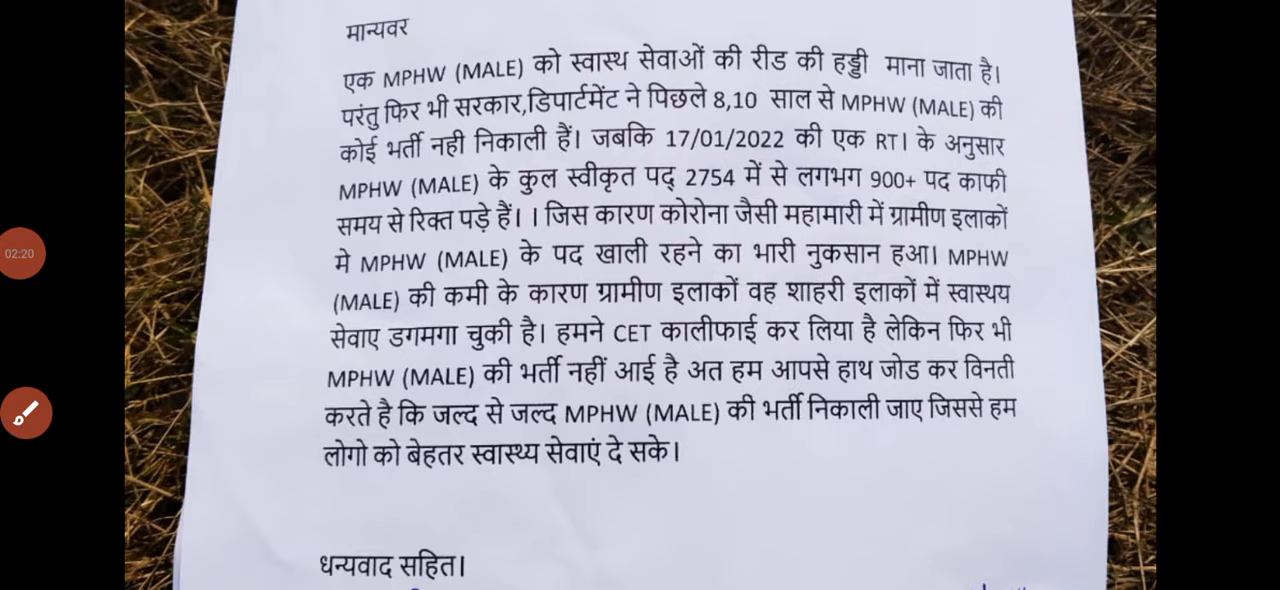 मान्यवर
एक MPHW (MALE) को स्वास्थ सेवाओं की रीड की हड्डी माना जाता है।
परंतु फिर भी सरकार,डिपार्टमेंट ने पिछले 8,10 साल से MPHW (MALE) की
कोई भर्ती नही निकाली हैं। जबकि 17/01/2022 की एक RTI के अनुसार
MPHW (MALE) के कुल स्वीकृत पद् 2754 में से लगभग 900+ पद काफी
समय से रिक्त पड़े हैं। । जिस कारण कोरोना जैसी महामारी में ग्रामीण इलाकों
मे MPHW (MALE) के पद खाली रहने का भारी नुकसान हआ। MPHW
(MALE) की कमी के कारण ग्रामीण इलाकों वह शाहरी इलाकों में स्वास्थय
सेवाए डगमगा चुकी है। हमने CET कालीफाई कर लिया है लेकिन फिर भी
MPHW (MALE) की भर्ती नहीं आई है अत हम आपसे हाथ जोड कर विनती
करते है कि जल्द से जल्द MPHW (MALE) की भर्ती निकाली जाए जिससे हम
लोगो को बेहतर स्वास्थ्य सेवाएं दे सके।
धन्यवाद सहित।
02:20